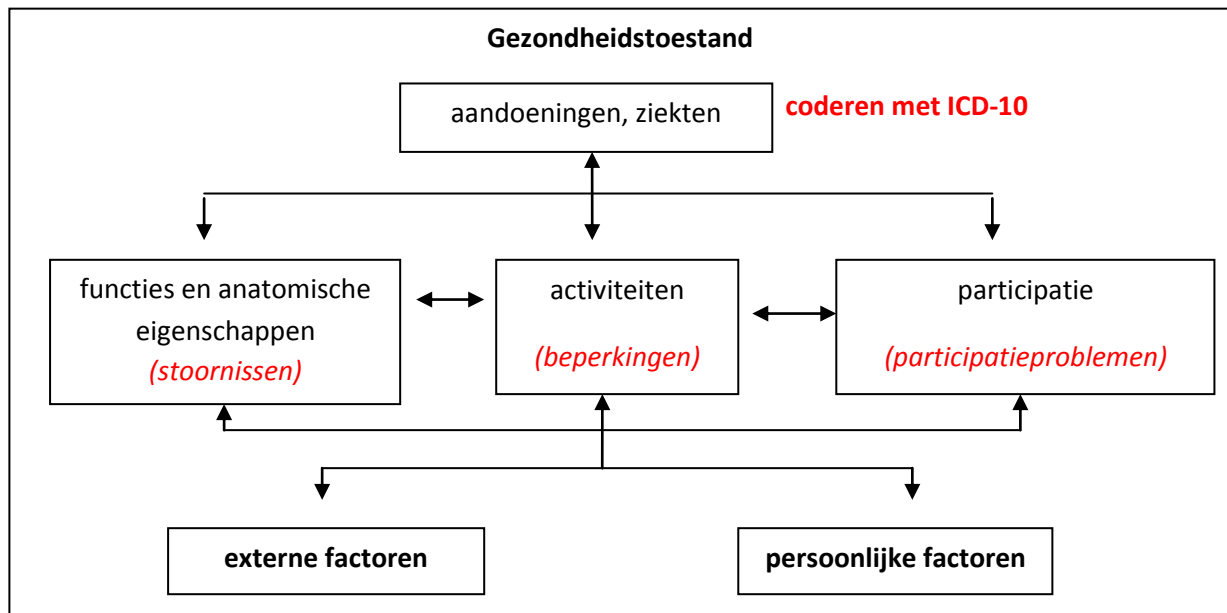 Gezondheidstoestand
aandoeningen, ziekten
coderen met ICD-10
functies en anatomische
eigenschappen
(stoornissen)
activiteiten
(beperkingen)
participatie
(participatieproblemen)
externe factoren
persoonlijke factoren